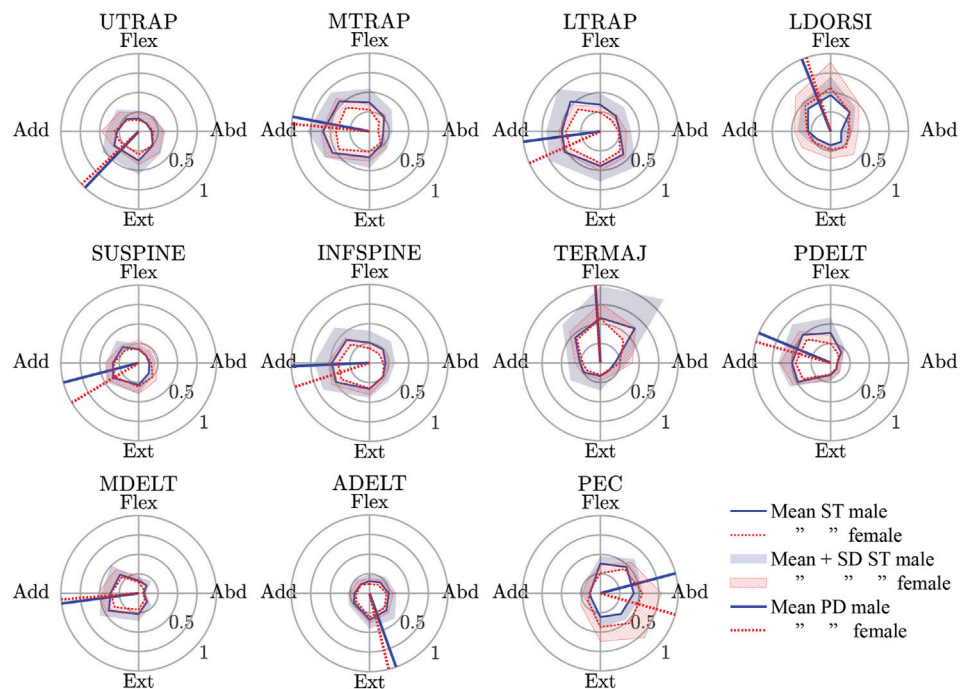 UTRAP MTRAP LTRAP LDORSI
Flex Flex Flex Flex
Add Abd Add Abd Add Abd Add Abd
0.5 0.5 0.5 0.5
1 1 1 1
Ext Ext Ext Ext
SUSPINE INFSPINE TERMAJ PDELT
Flex Flex Flex Flex
Add Abd Add Abd Add Abd Add Abd
0.5 0.5 0.5 0.5
1 1 1 1
Ext Ext Ext Ext
MDELT ADELT PEC
Flex Flex Flex
Add Abd Add Abd Add Abd
0.5 0.5 0.5
1 1 1
Ext Ext Ext
Mean ST male
” ” female
Mean + SD ST male
” ” ” female
Mean PD male
” ” female